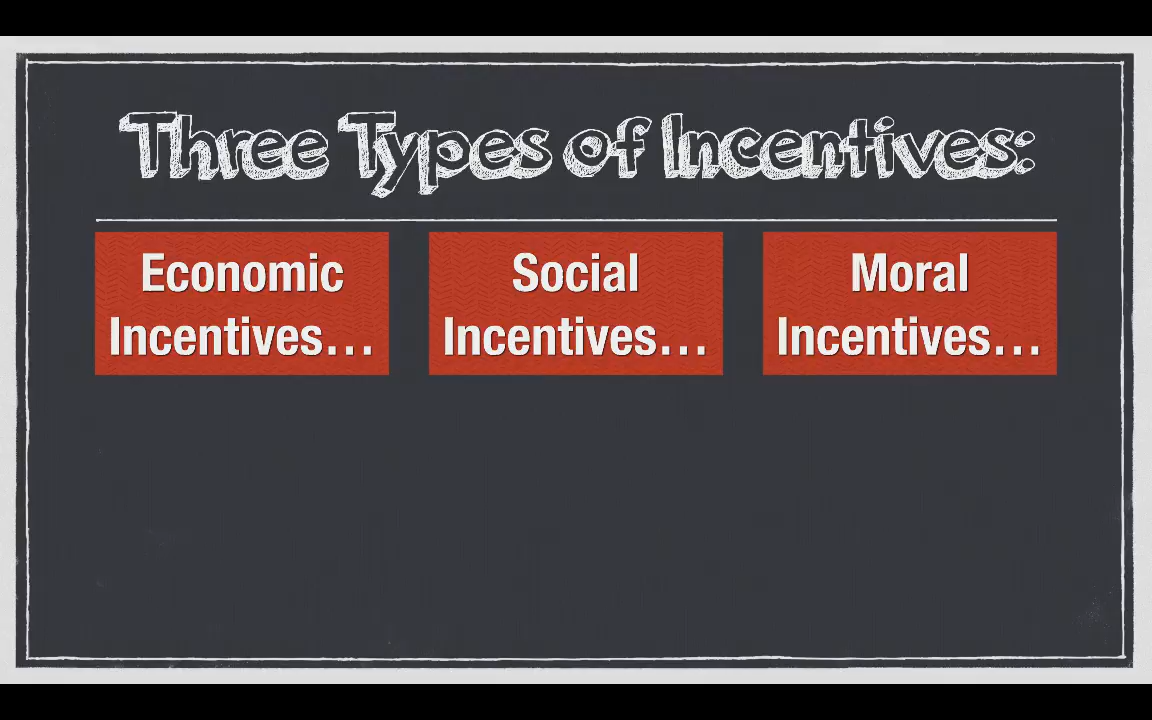 Three Types of Incentives:
Economic
Incentives…
Social
Incentives…
Moral
Incentives…